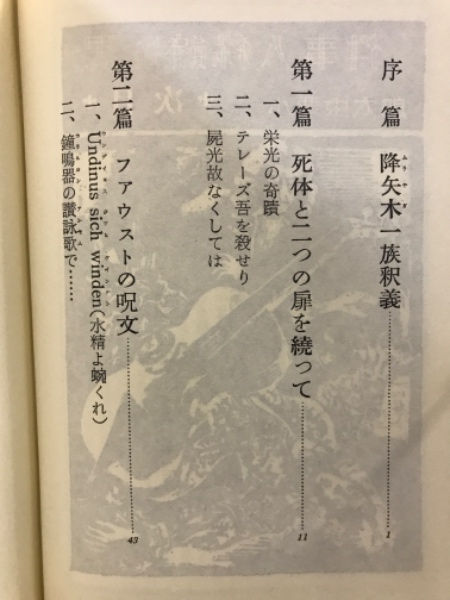 序篇 降矢木一族釈義 1
第一篇 死体と二つの扉を繞って 11
一、栄光の奇蹟
二、テレーズ吾を殺せり
三、屍光故なくしては
第二篇 ファウストの呪文 43
一、Undinus sich winden(水精よ蜿くれ)
二、鐘鳴器の讃詠歌で……